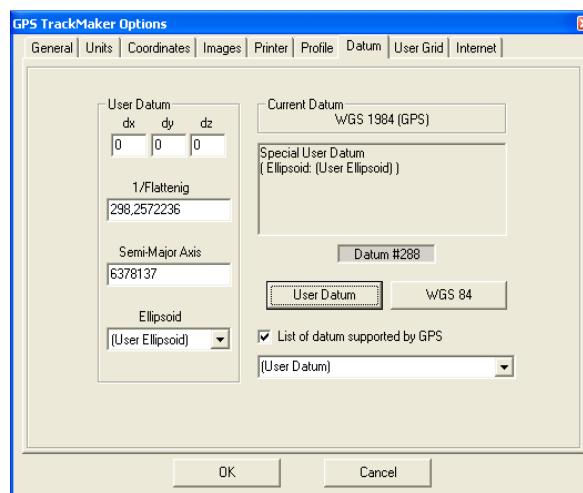 GPS TrackMaker Options
General Units Coordinates Images Printer Profile Datum User Grid Internet
User Datum
dx dy dz
0 0 0
1/Flattenig
298,2572236
Semi-Major Axis
6378137
Ellipsoid
(User Ellipsoid)
Current Datum
WGS 1984 (GPS)
Special User Datum
( Ellipsoid: (User Ellipsoid) )
Datum #288
User Datum WGS 84
List of datum supported by GPS
(User Datum)
OK Cancel